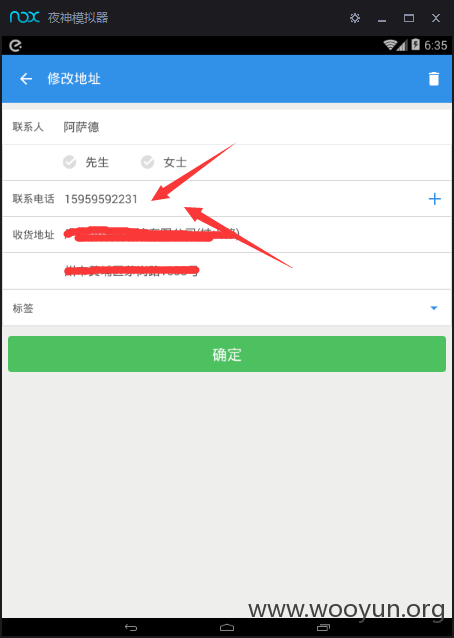 nox 夜神模拟器
6:35
修改地址
联系人 阿萨德
先生 女士
联系电话 15959592231
收货地址
标签
确定
www.wooyun.org